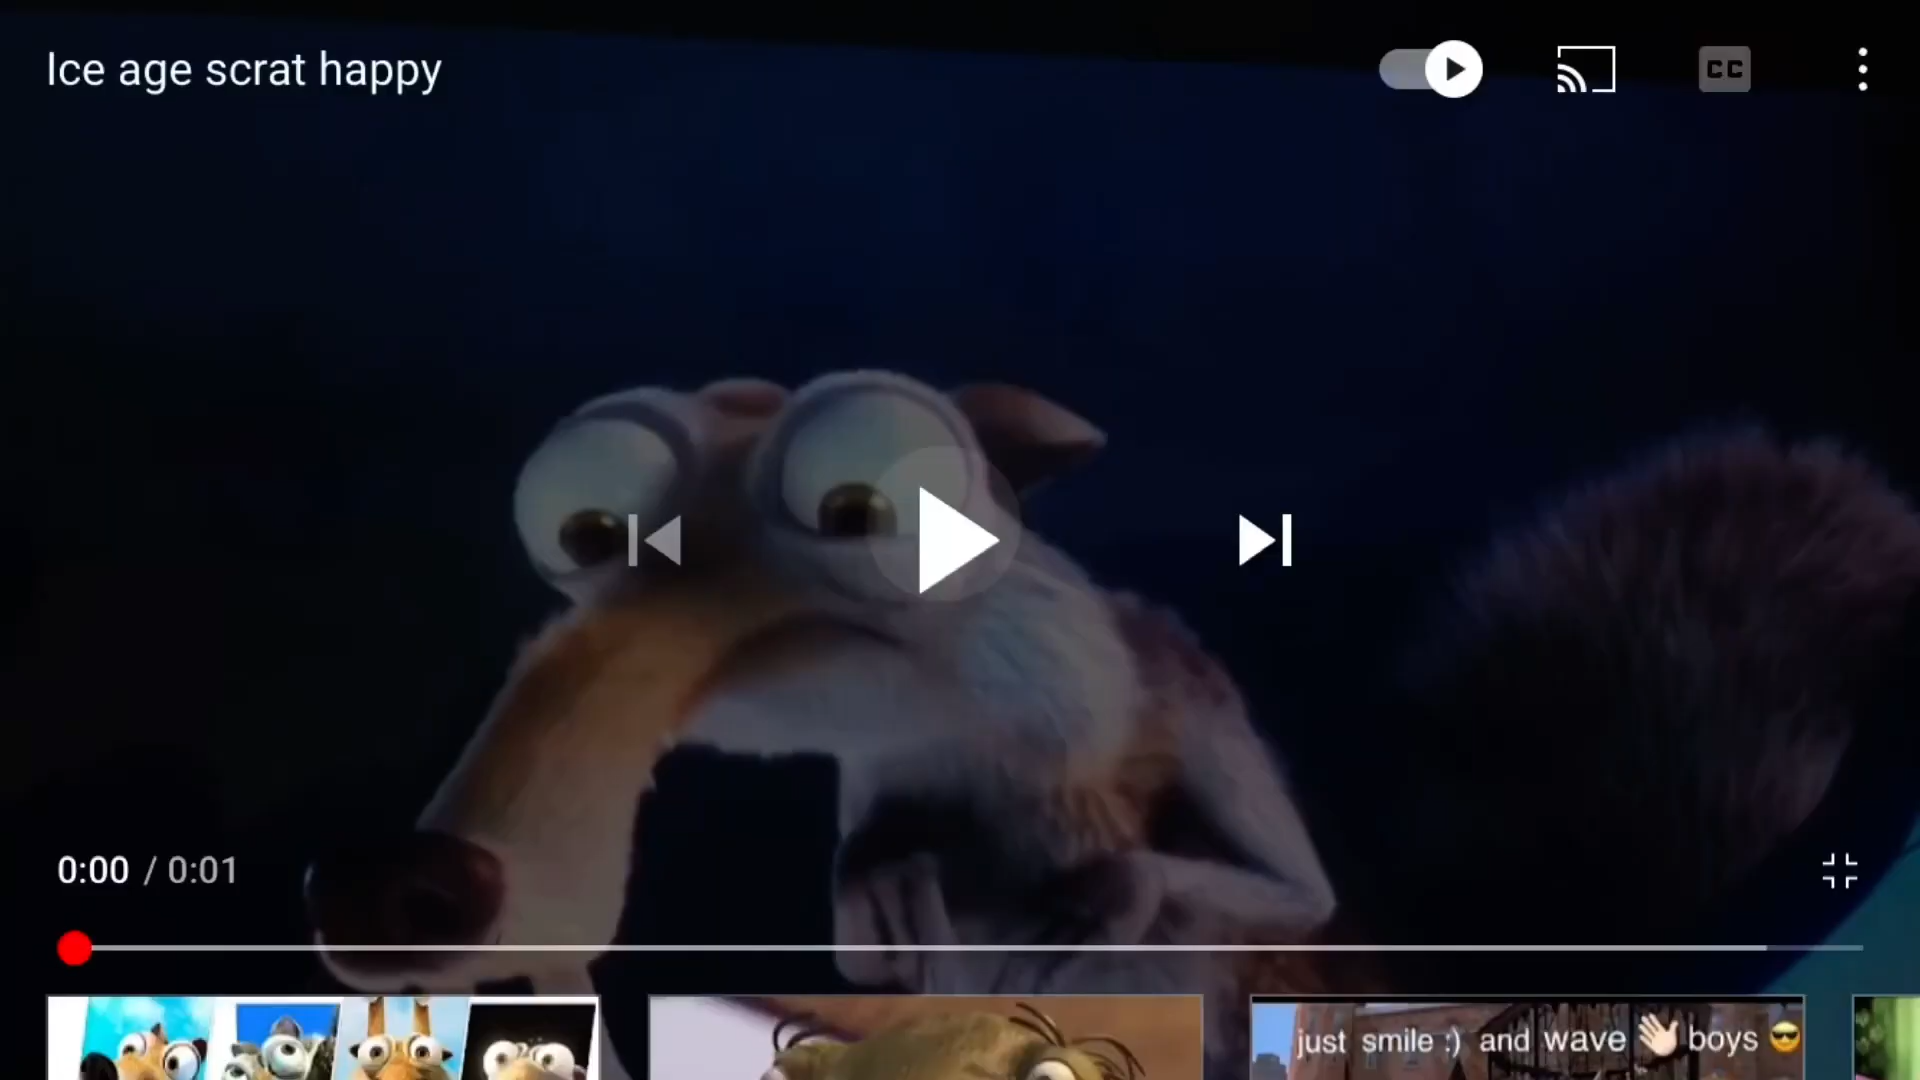 Ice age scrat happy
CC
0:00 / 0:01
just smile :) and wave 👋🏻 boys 😎